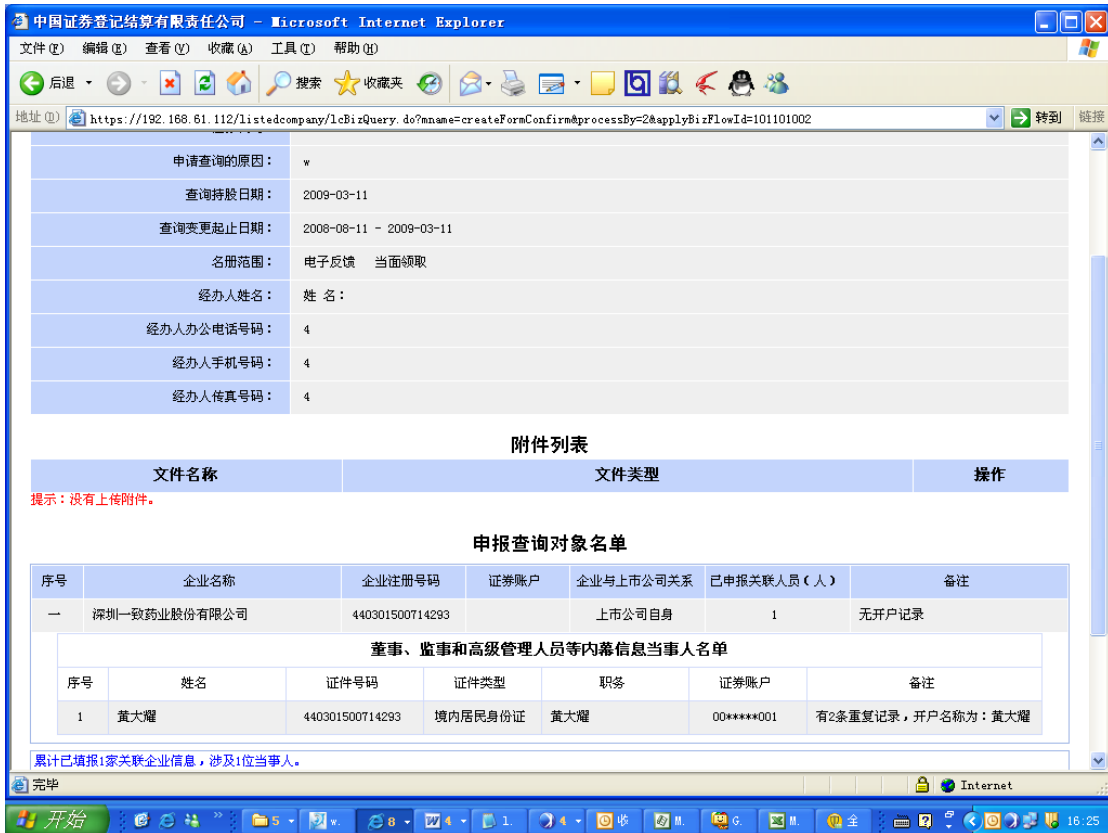 中国证券登记结算有限责任公司 - Microsoft Internet Explorer
文件(F) 编辑(E) 查看(V) 收藏(A) 工具(T) 帮助(H)
后退 搜索 收藏夹
地址(D) https://192.168.61.112/listedcompany/lcBizQuery.do?mname=createFormConfirm&processBy=2&applyBizFlowId=101101002 转到 链接
申请查询的原因： w
查询持股日期： 2009-03-11
查询变更起止日期： 2008-08-11 - 2009-03-11
名册范围： 电子反馈 当面领取
经办人姓名： 姓 名：
经办人办公电话号码： 4
经办人手机号码： 4
经办人传真号码： 4
附件列表
文件名称 文件类型 操作
提示：没有上传附件。
申报查询对象名单
序号 企业名称 企业注册号码 证券账户 企业与上市公司关系 已申报关联人员(人) 备注
一 深圳一致药业股份有限公司 440301500714293 上市公司自身 1 无开户记录
董事、监事和高级管理人员等内幕信息当事人名单
序号 姓名 证件号码 证件类型 职务 证券账户 备注
1 黄大耀 440301500714293 境内居民身份证 黄大耀 00*****001 有2条重复记录，开户名称为：黄大耀
累计已填报1家关联企业信息，涉及1位当事人。
完毕 Internet
开始 5 w. 8 4 1. 4 收 M. G. M. 全 16:25